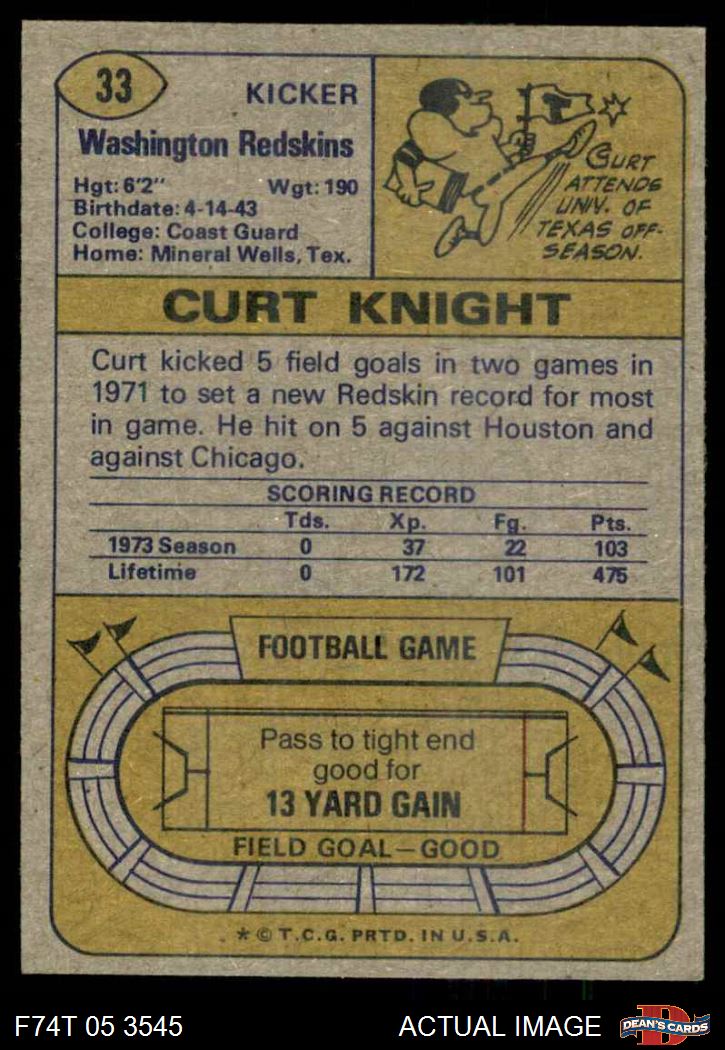 33
KICKER
Washington Redskins
Hgt: 6'2" Wgt: 190
Birthdate: 4-14-43
College: Coast Guard
Home: Mineral Wells, Tex.
CURT
ATTENDS
UNIV. OF
TEXAS OFF-
SEASON.
CURT KNIGHT
Curt kicked 5 field goals in two games in
1971 to set a new Redskin record for most
in game. He hit on 5 against Houston and
against Chicago.
SCORING RECORD
Tds. Xp. Fg. Pts.
1973 Season 0 37 22 103
Lifetime 0 172 101 475
FOOTBALL GAME
Pass to tight end
good for
13 YARD GAIN
FIELD GOAL—GOOD
* © T.C.G. PRTD. IN U.S.A.
F74T 05 3545 ACTUAL IMAGE
D
DEAN'S CARDS